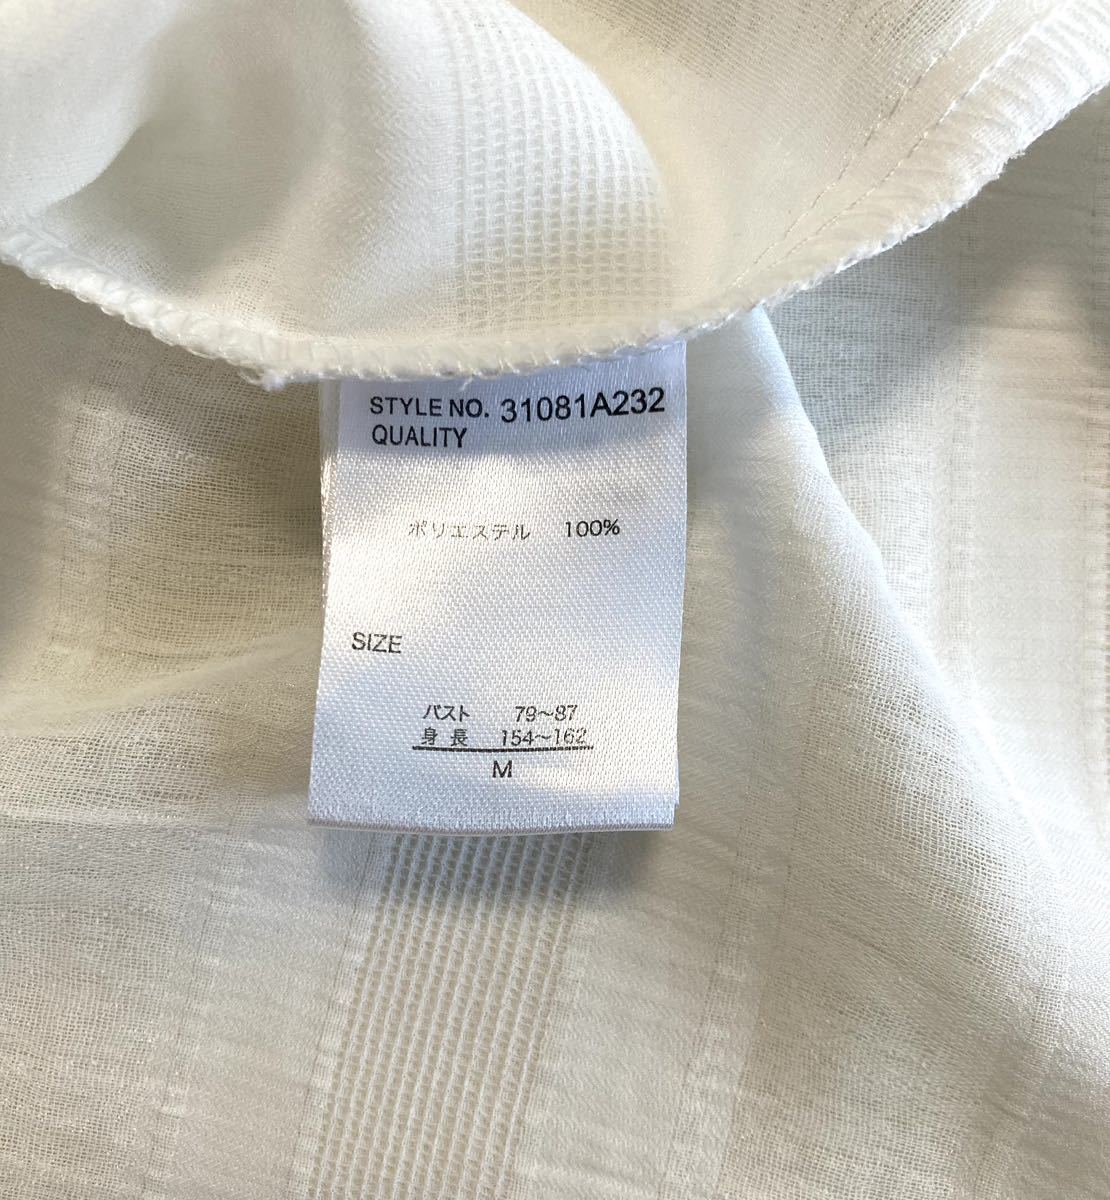 STYLE NO. 31081A232
QUALITY
ポリエステル 100%
SIZE
バスト 79〜87
身長 154〜162
M